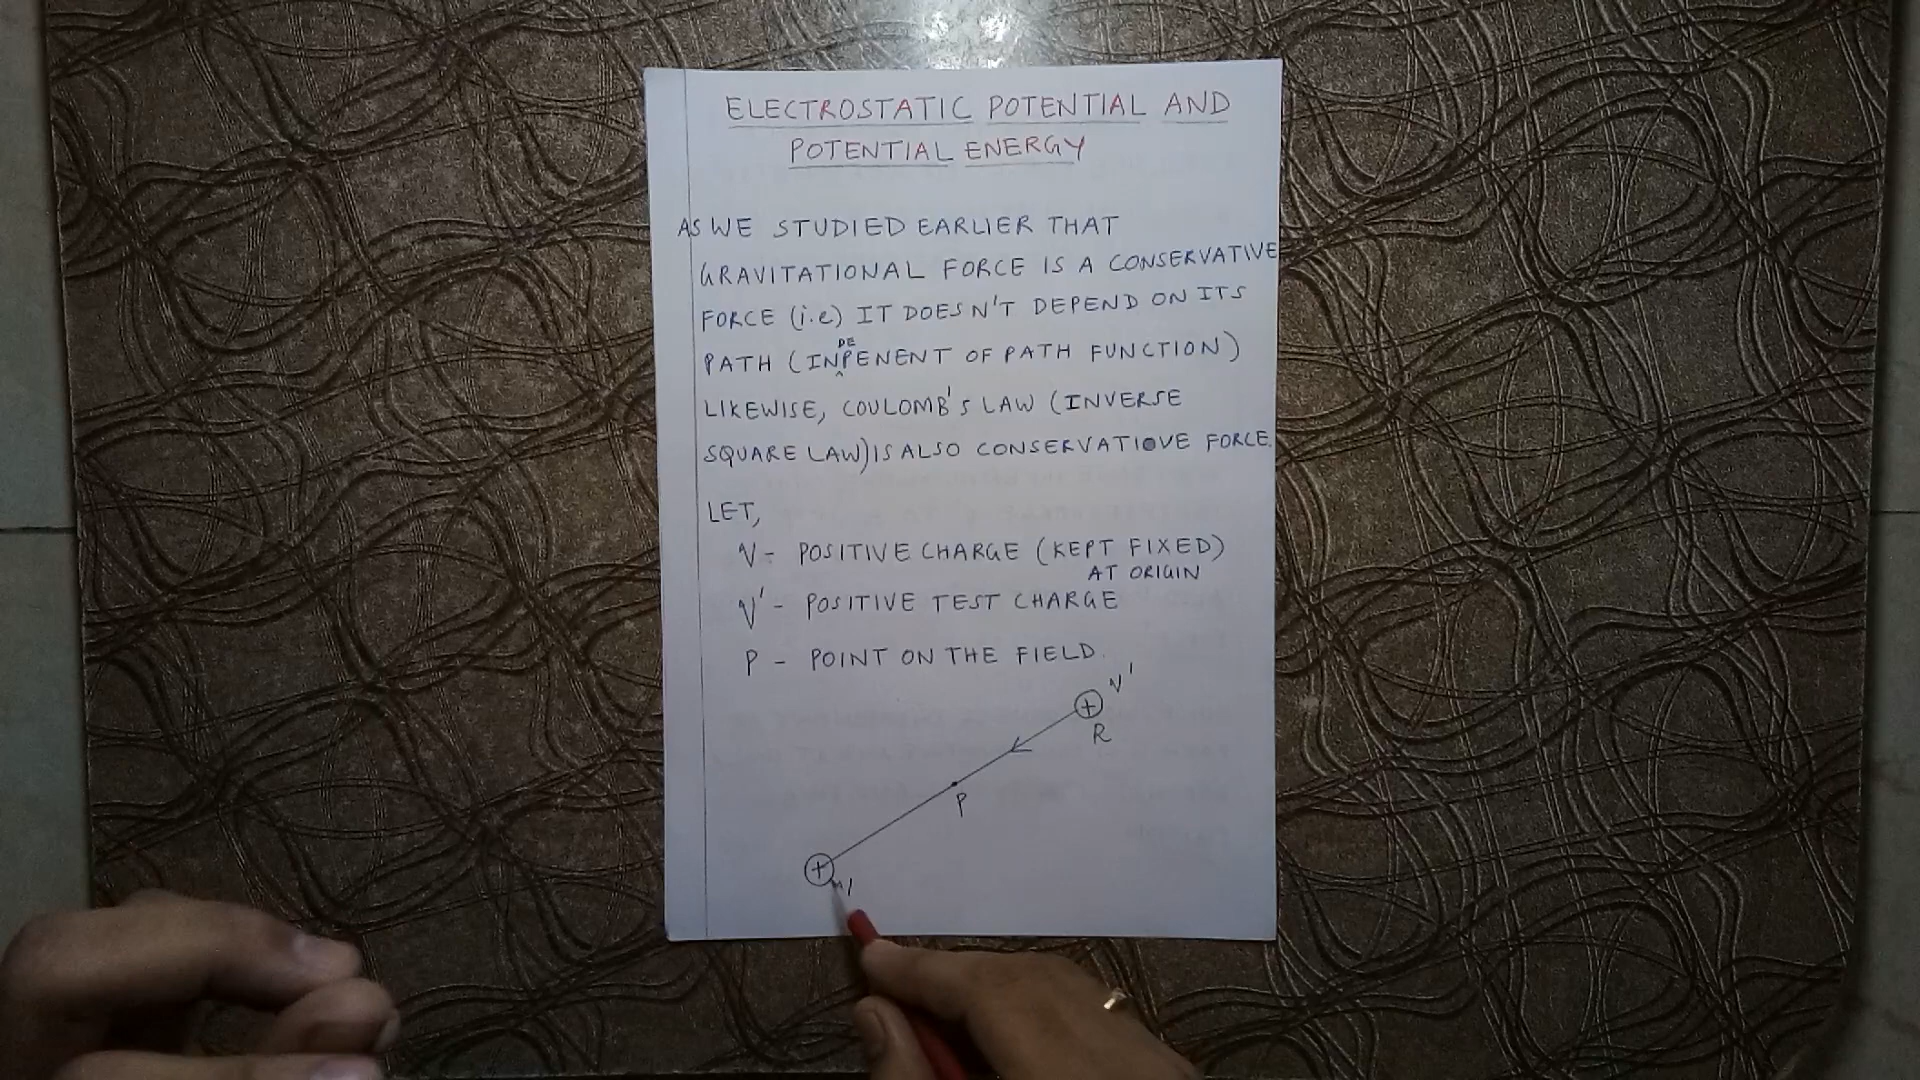 ELECTROSTATIC POTENTIAL AND
POTENTIAL ENERGY
AS WE STUDIED EARLIER THAT
GRAVITATIONAL FORCE IS A CONSERVATIVE
FORCE (i.e) IT DOESN'T DEPEND ON ITS
DE
PATH (INPENENT OF PATH FUNCTION)
LIKEWISE, COULOMB'S LAW (INVERSE
SQUARE LAW) IS ALSO CONSERVATIVE FORCE.
LET,
V - POSITIVE CHARGE (KEPT FIXED)
AT ORIGIN
V' - POSITIVE TEST CHARGE
P - POINT ON THE FIELD.
V'
+
R
P
+